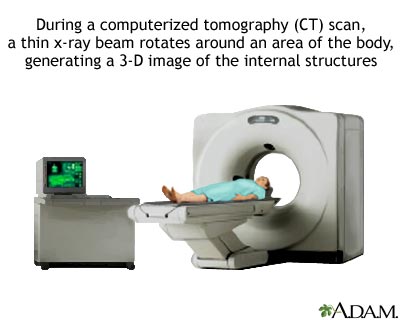 During a computerized tomography (CT) scan,
a thin x-ray beam rotates around an area of the body,
generating a 3-D image of the internal structures
ADAM.